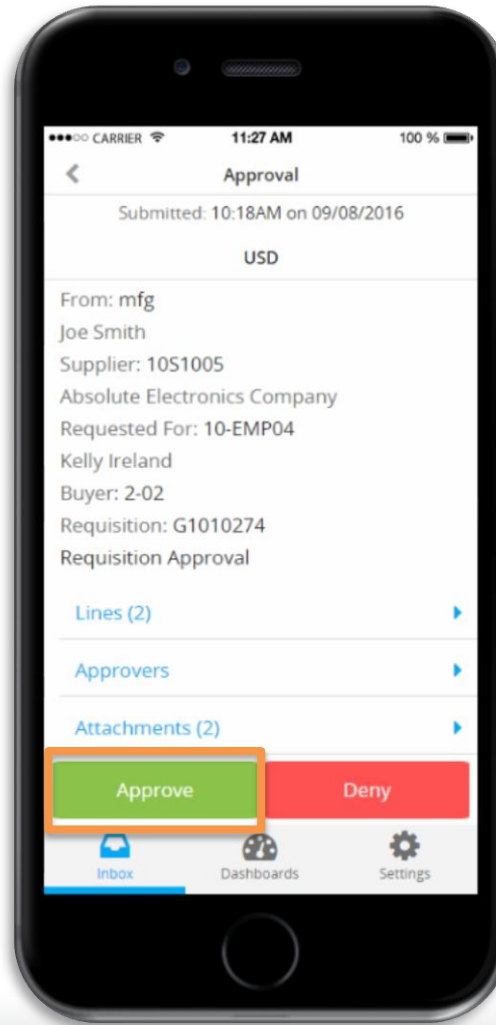 CARRIER 11:27 AM 100 %
Approval
Submitted: 10:18AM on 09/08/2016
USD
From: mfg
Joe Smith
Supplier: 10S1005
Absolute Electronics Company
Requested For: 10-EMP04
Kelly Ireland
Buyer: 2-02
Requisition: G1010274
Requisition Approval
Lines (2)
Approvers
Attachments (2)
Approve Deny
Inbox Dashboards Settings